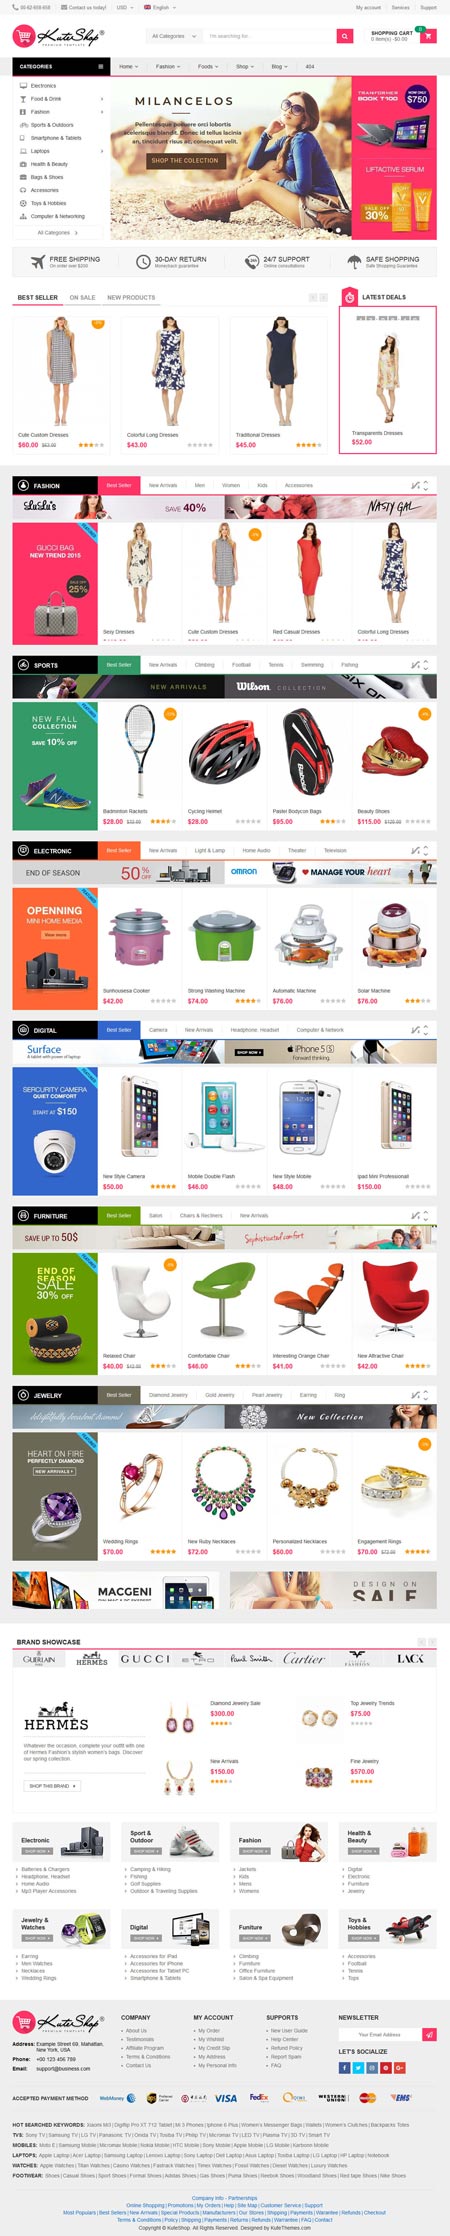 00-62-658-658 Contact us today! USD English My account Services Support
KuteShop®
PREMIUM TEMPLATE
All Categories I'm searching for...
SHOPPING CART
0 item(s) -$0.00
0
CATEGORIES Home Fashion Foods Shop Blog 404
Electronics
Food & Drink
Fashion
Sports & Outdoors
Smartphone & Tablets
Laptops
Health & Beauty
Bags & Shoes
Accessories
Toys & Hobbies
Computer & Networking
All Categories
MILANCELOS
Pellentesque posuere orci lobortis
scelerisque blandit. Donec id tellus lacinia
an, tincidunt risus ac, consequat velit.
SHOP THE COLECTION
TRANFORMER
BOOK T100
NOW ONLY
$750
LIFTACTIVE SERUM
SALE OFF
30%
FREE SHIPPING
On order over $200
30-DAY RETURN
Moneyback guarantee
24/7 SUPPORT
Online consultations
SAFE SHOPPING
Safe Shopping Guarantee
BEST SELLER ON SALE NEW PRODUCTS
LATEST DEALS
Cute Custom Dresses
$60.00 $63.00
Colorful Long Dresses
$43.00
Traditional Dresses
$45.00
Transparents Dresses
$52.00
FASHION Best Seller New Arrivals Men Women Kids Accessories
LuLu*s SAVE 40% NASTY GAL
GUCCI BAG
NEW TREND 2015
SALE OFF
25%
Sexy Dresses
Cute Custom Dresses
Red Casual Dresses
Colorful Long Dresses
SPORTS Best Seller New Arrivals Climbing Football Tennis Swimming Fishing
NEW ARRIVALS Wilson COLLECTION SIX ONE
NEW FALL
COLLECTION
SAVE 10% OFF
Badminton Rackets
$28.00 $32.00
Cycling Helmet
$28.00
Pastel Bodycon Bags
$95.00
Beauty Shoes
$115.00 $120.00
ELECTRONIC Best Seller New Arrivals Light & Lamp Home Audio Theater Television
END OF SEASON 50% OFF OMRON MANAGE YOUR heart
OPENNING
MINI HOME MEDIA
View more
Sunhousesa Cooker
$42.00
Strong Washing Machine
$74.00
Automatic Machine
$76.00
Solar Machine
$76.00
DIGITAL Best Seller Camera New Arrivals Headphone, Headset Computer & Network
Surface
A tablet with power of laptop
SHOP NOW
iPhone 5S
Forward thinking.
SERCURITY CAMERA
QUIET COMFORT
START AT $150
New Style Camera
$50.00
Mobile Double Flash
$46.00
New Style Mobile
$48.00
Ipad Mini Professionall
$150.00
FURNITURE Best Seller Salon Chairs & Recliners New Arrivals
SAVE UP TO 50$ Sophisticated comfort
END OF
SEASON
SALE
30% OFF
Relaxed Chair
$40.00 $42.00
Comfortable Chair
$46.00
Interesting Orange Chair
$41.00
New Attractive Chair
$42.00
JEWELRY Best Seller Diamond Jewelry Gold Jewelry Pearl Jewelry Earring Ring
delightfully decadent diamond New Collection
HEART ON FIRE
PERFECTLY DIAMOND
NEW ARRIVALS
Wedding Rings
$70.00
New Ruby Necklaces
$72.00
Personalized Necklaces
$60.00
Engagement Rings
$70.00 $72.00
MACGENI
DESIGN ON
SALE
BRAND SHOWCASE
GUERLAIN HERMES GUCCI ETRO Paul Smith Cartier FASHION LACK
HERMES
Whatever the occasion, complete your outfit with one
of Hermes Fashion's stylish women's bags. Discover
our spring collection.
SHOP THIS BRAND
Diamond Jewelry Sale
$300.00
Top Jewelry Trends
$75.00
New Arrivals
$150.00
Fine Jewelry
$570.00
Electronic
SHOP NOW
Batteries & Chargers
Headphone, Headset
Home Audio
Mp3 Player Accessories
Sport &
Outdoor
SHOP NOW
Camping & Hiking
Fishing
Golf Supplies
Outdoor & Traveling Supplies
Fashion
SHOP NOW
Jackets
Kids
Mens
Womens
Health &
Beauty
SHOP NOW
Digital
Electronic
Furniture
Jewelry
Jewelry &
Watches
SHOP NOW
Earring
Men Watches
Necklaces
Wedding Rings
Digital
SHOP NOW
Accessories for iPad
Accessories for iPhone
Accessories for Tablet PC
Smartphone & Tablets
Funiture
SHOP NOW
Climbing
Furniture
Office Furniture
Salon & Spa Equipment
Toys &
Hobbies
SHOP NOW
Accessories
Football
Tennis
Tops
KuteShop®
PREMIUM TEMPLATE
Address: Example Street 69, Mahattan,
New York, USA
Phone: +00 123 456 789
Email: support@business.com
COMPANY
About Us
Testimonials
Affiliate Program
Terms & Conditions
Contact Us
MY ACCOUNT
My Order
My Wishlist
My Credit Slip
My Address
My Personal Info
SUPPORTS
New User Guide
Help Center
Refund Policy
Report Spam
FAQ
NEWSLETTER
Your Email Address
LET'S SOCIALIZE
ACCEPTED PAYMENT METHOD WebMoney VISA FedEx WESTERN UNION EMS
HOT SEARCHED KEYWORDS: Xiaomi Mi3 | Digiflip Pro XT 712 Tablet | Mi 3 Phones | Iphone 6 Plus | Women's Messenger Bags | Wallets | Women's Clutches | Backpacks Totes
TVS: Sony TV | Samsung TV | LG TV | Panasonic TV | Onida TV | Toshiba TV | Philips TV | Micromax TV | LED TV | Plasma TV | 3D TV | Smart TV
MOBILES: Moto E | Samsung Mobile | Micromax Mobile | Nokia Mobile | HTC Mobile | Sony Mobile | Apple Mobile | LG Mobile | Karbonn Mobile
LAPTOPS: Apple Laptop | Acer Laptop | Samsung Laptop | Lenovo Laptop | Sony Laptop | Dell Laptop | Asus Laptop | Toshiba Laptop | LG Laptop | HP Laptop | Notebook
WATCHES: Apple Watches | Titan Watches | Casio Watches | Fastrack Watches | Timex Watches | Fossil Watches | Diesel Watches | Luxury Watches
FOOTWEAR: Shoes | Casual Shoes | Sport Shoes | Formal Shoes | Adidas Shoes | Gas Shoes | Puma Shoes | Reebok Shoes | Woodland Shoes | Red tape Shoes | Nike Shoes
Company Info - Partnerships
Online Shopping | Promotions | My Orders | Help | Site Map | Customer Service | Support
Most Populars | Best Sellers | New Arrivals | Special Products | Manufacturers | Our Stores | Shipping | Payments | Warantee | Refunds | Checkout
Terms & Conditions | Policy | Shipping | Payments | Returns | Refunds | Warantee | FAQ | Contact
Copyright © KuteShop. All Rights Reserved. Designed by KuteThemes.com